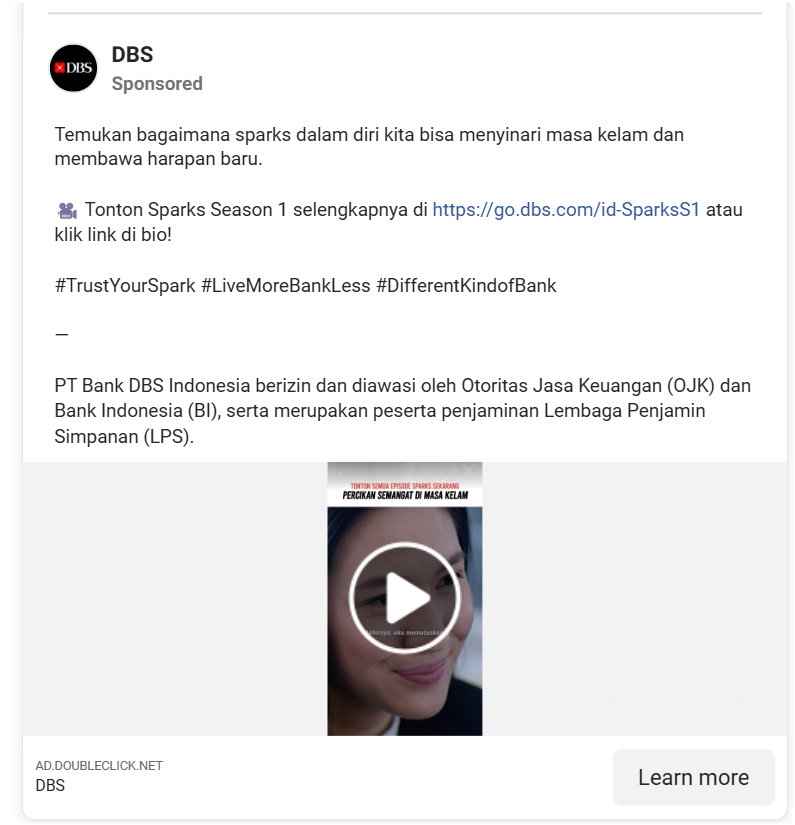 DBS
DBS
Sponsored
Temukan bagaimana sparks dalam diri kita bisa menyinari masa kelam dan
membawa harapan baru.
🎥 Tonton Sparks Season 1 selengkapnya di https://go.dbs.com/id-SparksS1 atau
klik link di bio!
#TrustYourSpark #LiveMoreBankLess #DifferentKindofBank
—
PT Bank DBS Indonesia berizin dan diawasi oleh Otoritas Jasa Keuangan (OJK) dan
Bank Indonesia (BI), serta merupakan peserta penjaminan Lembaga Penjamin
Simpanan (LPS).
TONTON SEMUA EPISODE SPARKS SEKARANG
PERCIKAN SEMANGAT DI MASA KELAM
aku memutuskan
AD.DOUBLECLICK.NET
DBS
Learn more